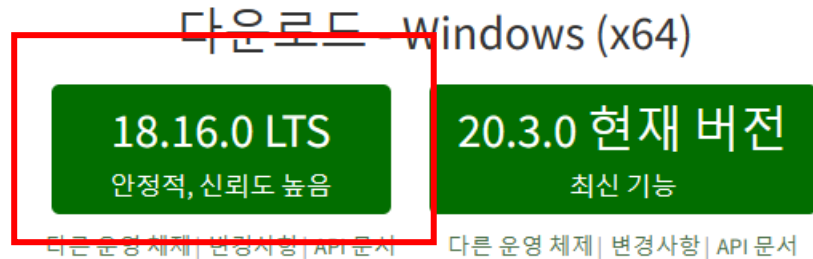 다운로드 - Windows (x64)
18.16.0 LTS
안정적, 신뢰도 높음
20.3.0 현재 버전
최신 기능
다른 운영 체제 | 변경사항 | API 문서
다른 운영 체제 | 변경사항 | API 문서